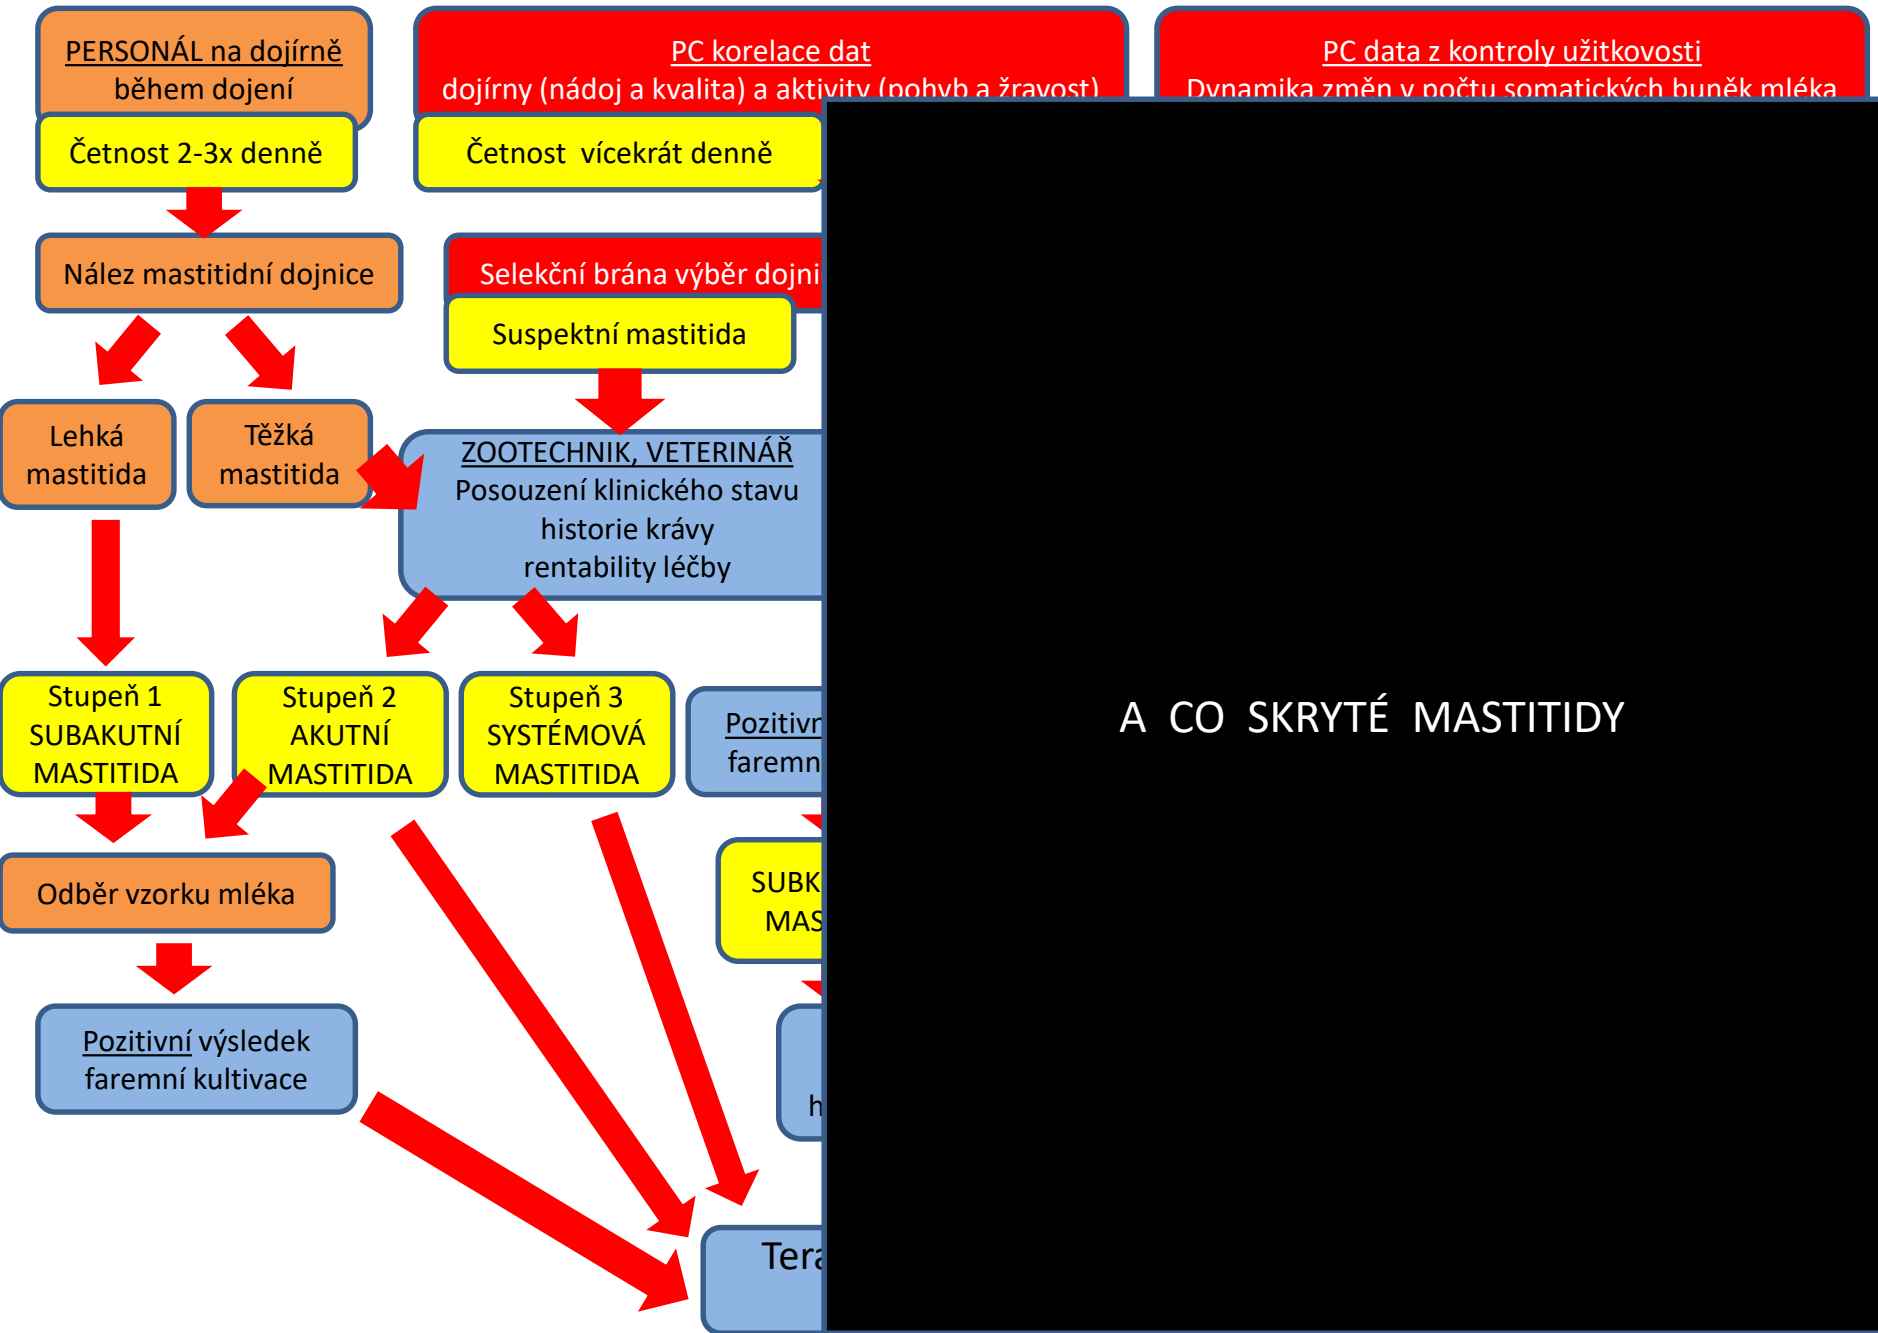 PERSONÁL na dojírně
během dojení
Četnost 2-3x denně
PC korelace dat
dojírny (nádoj a kvalita) a aktivity (pohyb a žravost)
Četnost vícekrát denně
PC data z kontroly užitkovosti
Dynamika změn v počtu somatických buněk mléka
Nález mastitidní dojnice
Selekční brána výběr
Suspektní mastitida
Lehká
mastitida
Těžká
mastitida
ZOOTECHNIK, VETERINÁŘ
Posouzení klinického stavu
historie krávy
rentability léčby
Stupeň 1
SUBAKUTNÍ
MASTITIDA
Stupeň 2
AKUTNÍ
MASTITIDA
Stupeň 3
SYSTÉMOVÁ
MASTITIDA
A CO SKRYTÉ MASTITIDY
Odběr vzorku mléka
Pozitivní výsledek
faremní kultivace